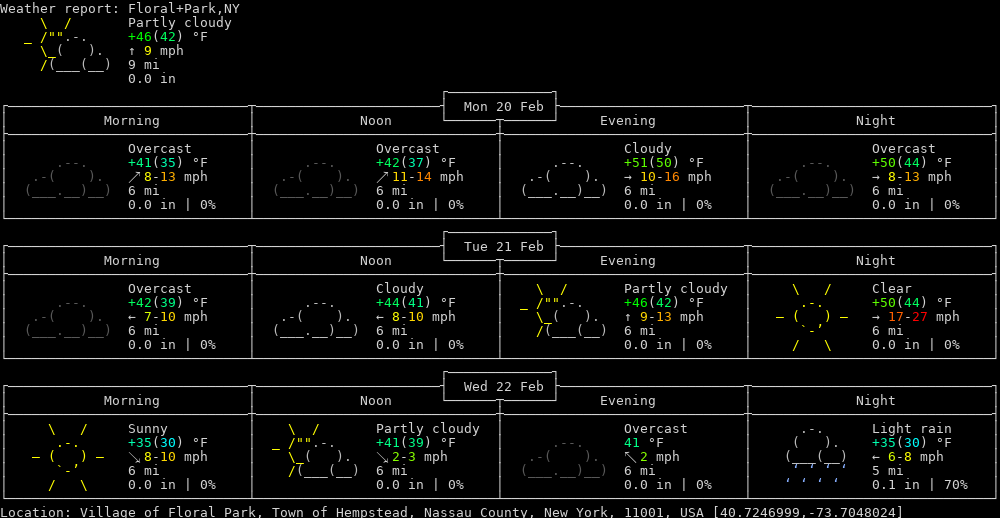 Weather report: Floral+Park,NY
Partly cloudy
+46(42) °F
↑ 9 mph
9 mi
0.0 in
Mon 20 Feb
Morning Noon Evening Night
Overcast Overcast Cloudy Overcast
+41(35) °F +42(37) °F +51(50) °F +50(44) °F
↗ 8-13 mph ↗ 11-14 mph → 10-16 mph → 8-13 mph
6 mi 6 mi 6 mi 6 mi
0.0 in | 0% 0.0 in | 0% 0.0 in | 0% 0.0 in | 0%
Tue 21 Feb
Morning Noon Evening Night
Overcast Cloudy Partly cloudy Clear
+42(39) °F +44(41) °F +46(42) °F +50(44) °F
← 7-10 mph ← 8-10 mph ↑ 9-13 mph → 17-27 mph
6 mi 6 mi 6 mi 6 mi
0.0 in | 0% 0.0 in | 0% 0.0 in | 0% 0.0 in | 0%
Wed 22 Feb
Morning Noon Evening Night
Sunny Partly cloudy Overcast Light rain
+35(30) °F +41(39) °F 41 °F +35(30) °F
↘ 8-10 mph ↘ 2-3 mph ↖ 2 mph ← 6-8 mph
6 mi 6 mi 6 mi 5 mi
0.0 in | 0% 0.0 in | 0% 0.0 in | 0% 0.1 in | 70%
Location: Village of Floral Park, Town of Hempstead, Nassau County, New York, 11001, USA [40.7246999,-73.7048024]